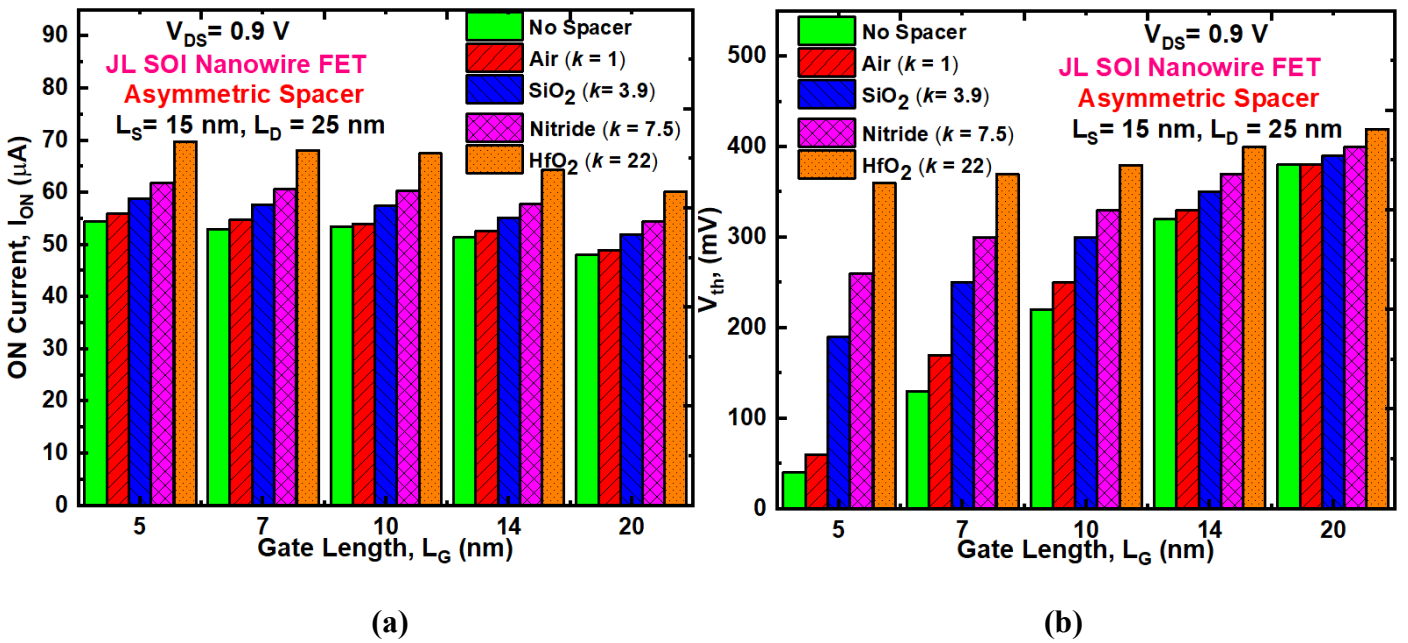 V_DS= 0.9 V
JL SOI Nanowire FET
Asymmetric Spacer
L_S= 15 nm, L_D = 25 nm
No Spacer
Air (k = 1)
SiO_2 (k= 3.9)
Nitride (k = 7.5)
HfO_2 (k = 22)
ON Current, I_ON (μA)
90
80
70
60
50
40
30
20
10
0
5 7 10 14 20
Gate Length, L_G (nm)
(a)
No Spacer
Air (k = 1)
SiO_2 (k= 3.9)
Nitride (k = 7.5)
HfO_2 (k = 22)
V_DS= 0.9 V
JL SOI Nanowire FET
Asymmetric Spacer
L_S= 15 nm, L_D = 25 nm
V_th, (mV)
500
400
300
200
100
0
5 7 10 14 20
Gate Length, L_G (nm)
(b)